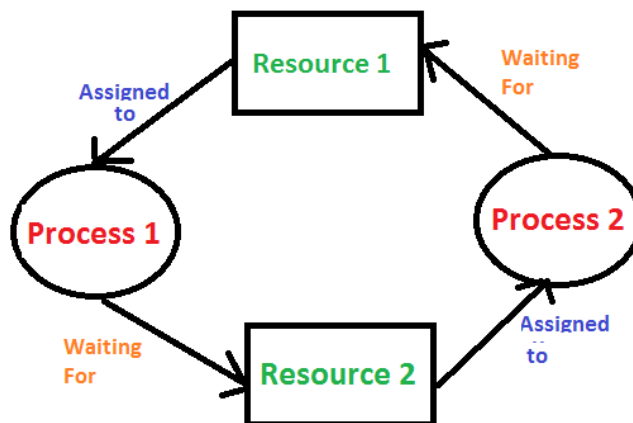 Resource 1
Waiting
For
Assigned
to
Process 1
Process 2
Waiting
For
Assigned
to
Resource 2